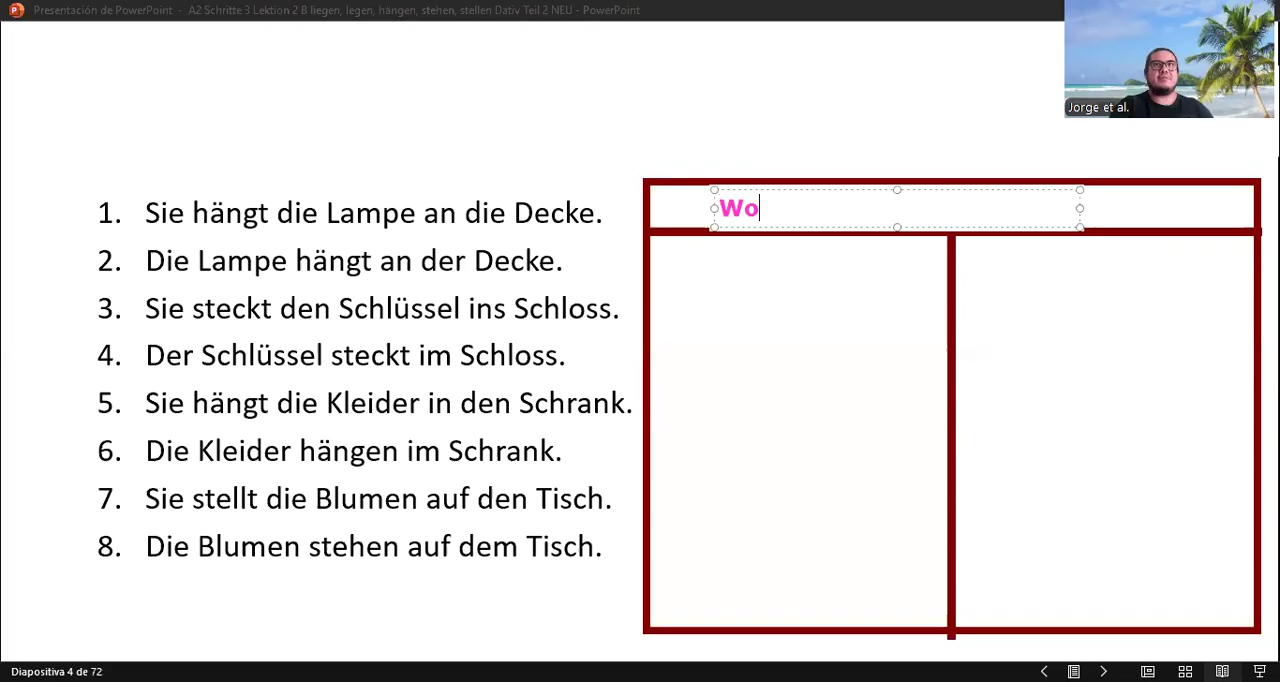 Presentación de PowerPoint - A2 Schritte 3 Lektion 2 B liegen, legen, hängen, stehen, stellen Dativ Teil 2 NEU - PowerPoint
Jorge et al.
1. Sie hängt die Lampe an die Decke.
2. Die Lampe hängt an der Decke.
3. Sie steckt den Schlüssel ins Schloss.
4. Der Schlüssel steckt im Schloss.
5. Sie hängt die Kleider in den Schrank.
6. Die Kleider hängen im Schrank.
7. Sie stellt die Blumen auf den Tisch.
8. Die Blumen stehen auf dem Tisch.
Wo
Diapositiva 4 de 72